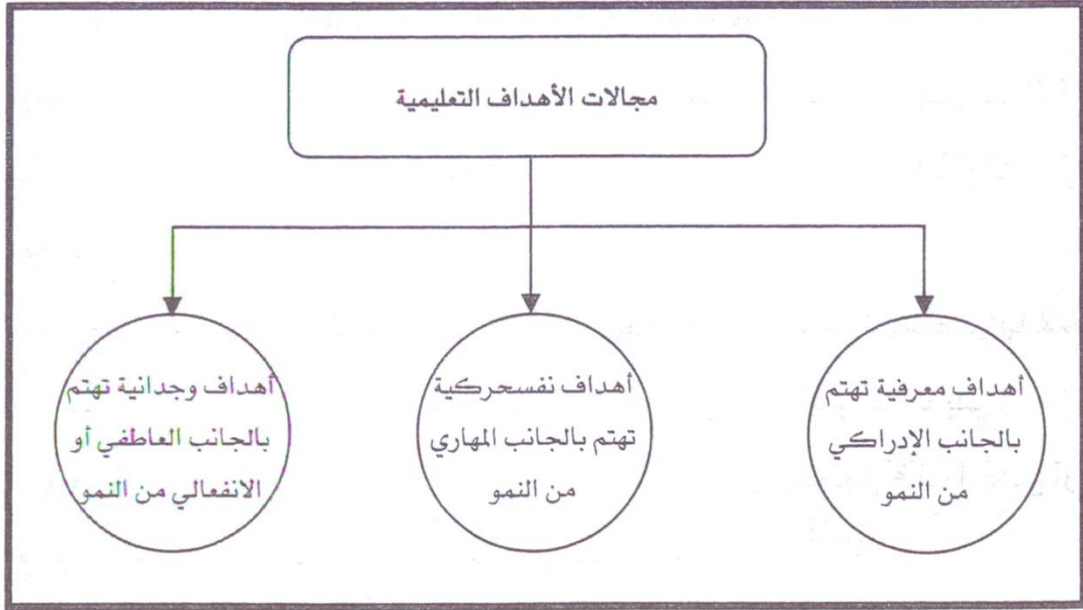 مجالات الأهداف التعليمية
أهداف معرفية تهتم
بالجانب الإدراكي
من النمو
أهداف نفسحركية
تهتم بالجانب المهاري
من النمو
أهداف وجدانية تهتم
بالجانب العاطفي أو
الانفعالي من النمو